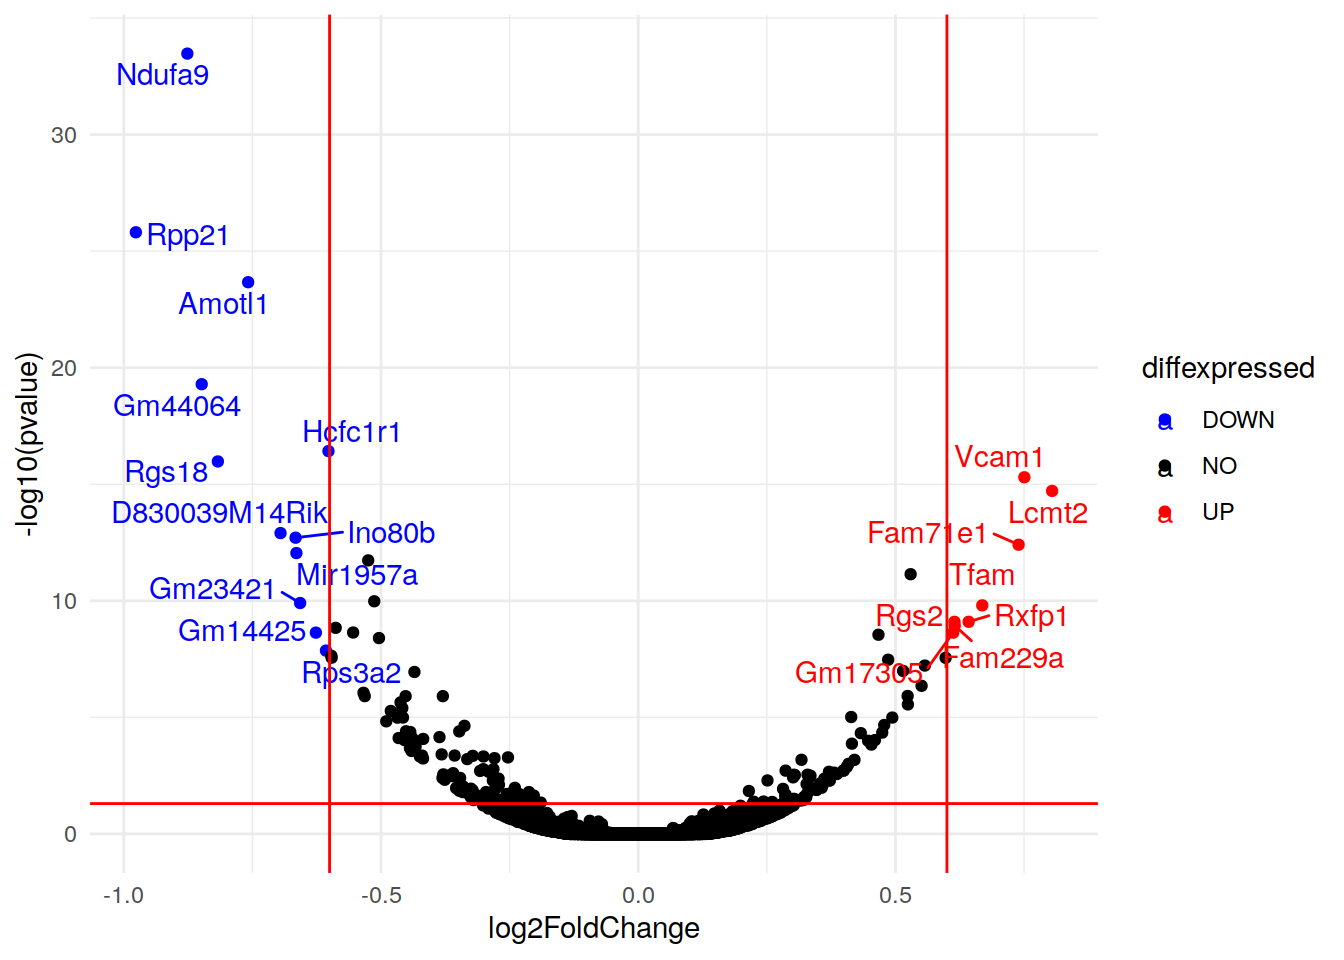 Ndufa9
30
Rpp21
Amotl1
20
Gm44064
Hcfc1r1
Rgs18
Vcam1
D830039M14Rik
Lcmt2
Ino80b
Fam71e1
Mir1957a
Tfam
Gm23421
10
Rgs2
Rxfp1
Gm14425
Fam229a
Rps3a2
Gm17305
0
-1.0
-0.5
0.0
0.5
log2FoldChange
-log10(pvalue)
diffexpressed
a DOWN
a NO
a UP